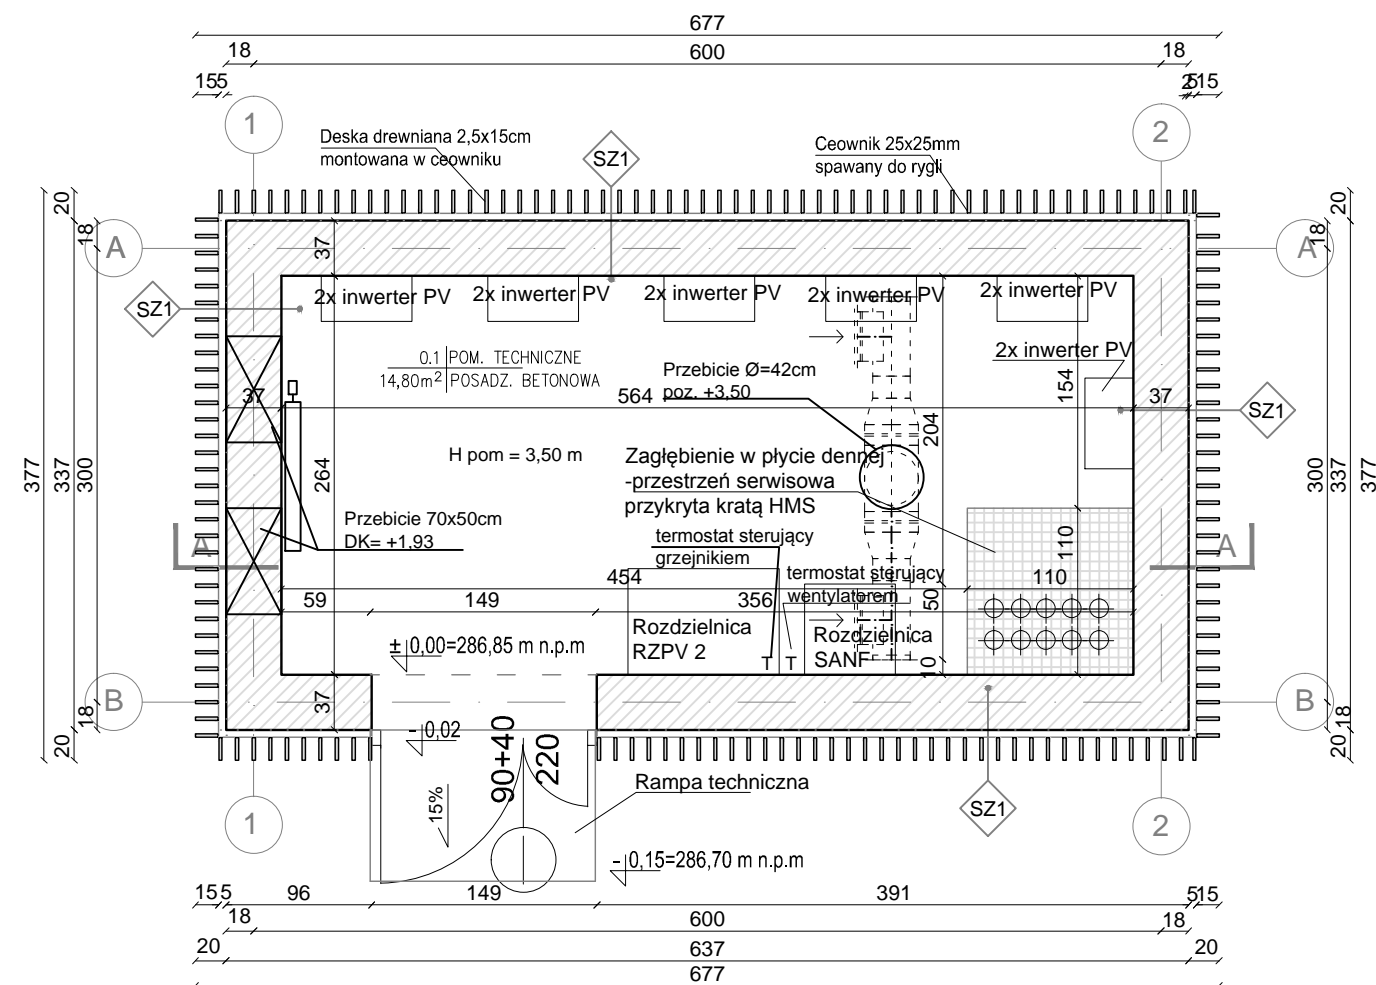 677
18 600 18
155 2515
1
2
Deska drewniana 2,5x15cm
montowana w ceowniku
SZ1
Ceownik 25x25mm
spawany do rygli
20
18
A
37
A
20
18
2x inwerter PV
2x inwerter PV
2x inwerter PV
2x inwerter PV
2x inwerter PV
SZ1
0.1 POM. TECHNICZNE
14,80m² POSADZ. BETONOWA
Przebicie Ø=42cm
poz. +3,50
2x inwerter PV
154
37
564
37
SZ1
204
377
337
300
264
H pom = 3,50 m
Zagłębienie w płycie dennej
-przestrzeń serwisowa
przykryta kratą HMS
300
337
377
Przebicie 70x50cm
DK= +1,93
termostat sterujący
grzejnikiem
A
A
110
454
termostat sterujący
wentylatorem
110
59
149
356
50
Rozdzielnica
RZPV 2
Rozdzielnica
SANF
T
T
10
± 0,00=286,85 m n.p.m
B
18
37
B
18
20
20
- 0,02
90+40
220
15%
Rampa techniczna
SZ1
1
2
- 0,15=286,70 m n.p.m
155 96 149 391 515
18 600 18
20 637 20
677